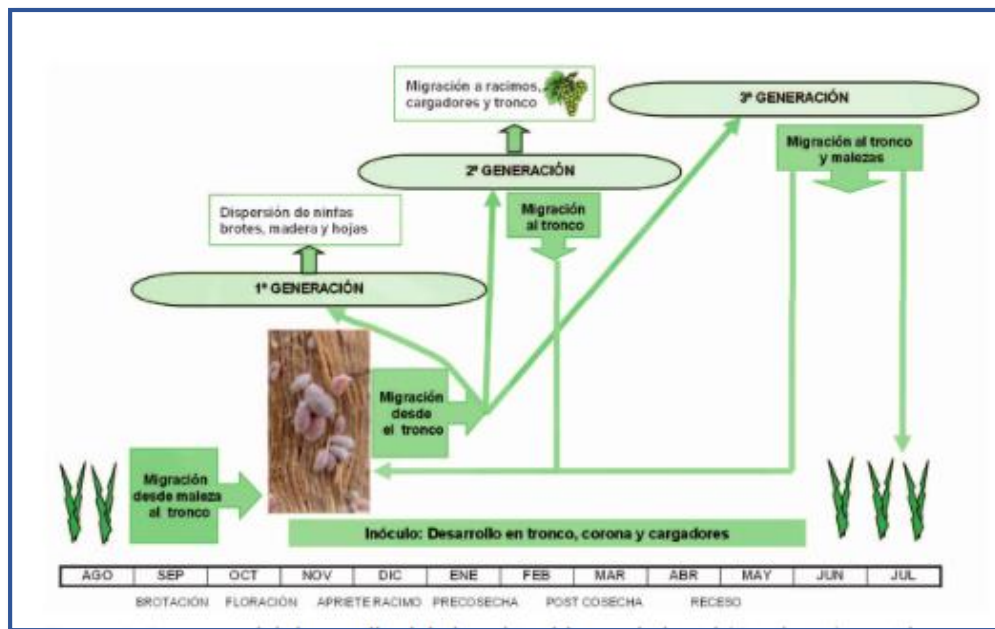 Migración a racimos,
cargadores y tronco
3ª GENERACIÓN
Migración al tronco
y malezas
2ª GENERACIÓN
Migración
al tronco
Dispersión de ninfas
brotes, madera y hojas
1ª GENERACIÓN
Migración
desde
el tronco
Migración
desde maleza
al tronco
Inóculo: Desarrollo en tronco, corona y cargadores
AGO SEP OCT NOV DIC ENE FEB MAR ABR MAY JUN JUL
BROTACIÓN FLORACIÓN APRIETE RACIMO PRECOSECHA POST COSECHA RECESO